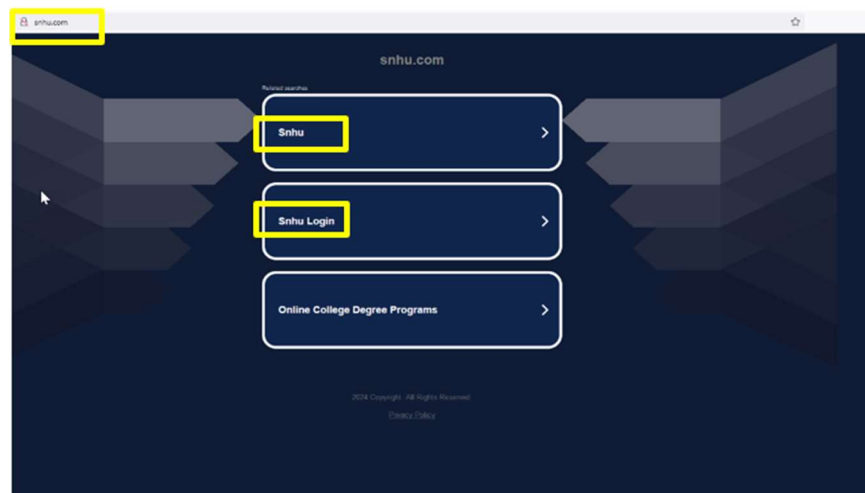 snhu.com
snhu.com
Related searches
Snhu
Snhu Login
Online College Degree Programs
2024 Copyright. All Rights Reserved
Privacy Policy